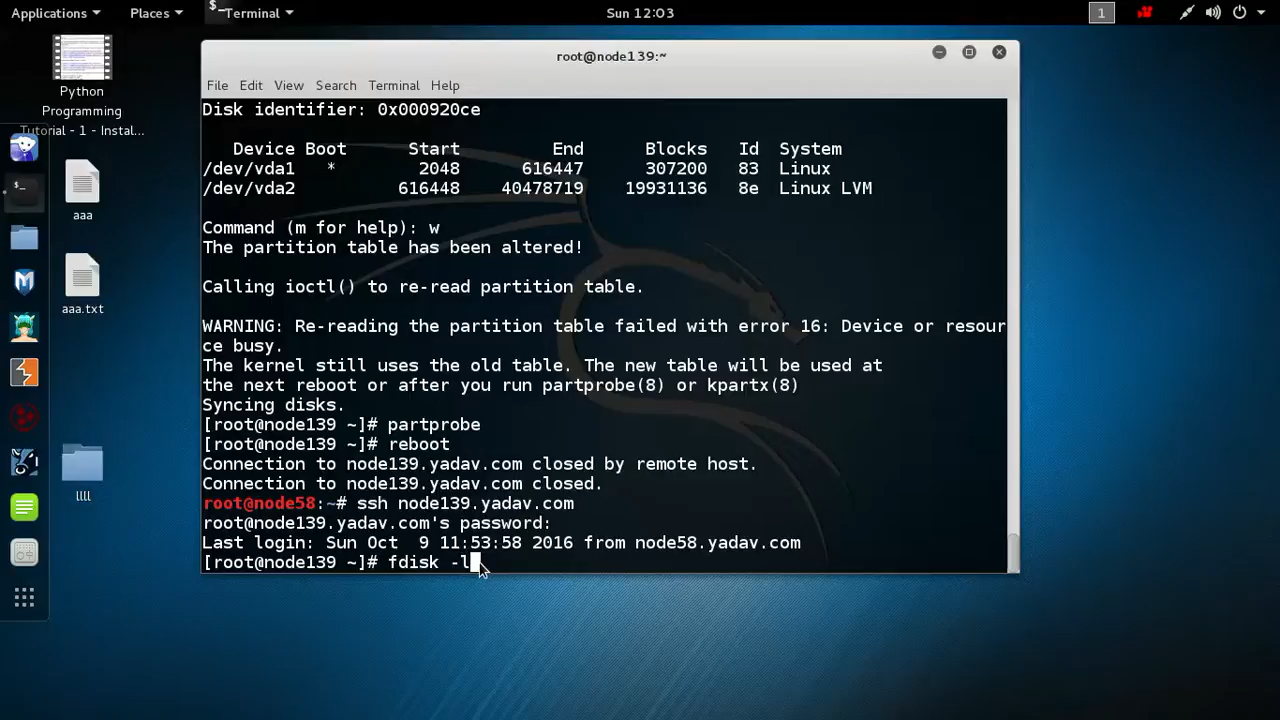 Applications
Places
Terminal
Sun 12:03
1
Python
Programming
Tutorial - 1 - Instal...
aaa
aaa.txt
llll
root@node139:~
File Edit View Search Terminal Help
Disk identifier: 0x000920ce
Device Boot Start End Blocks Id System
/dev/vda1 * 2048 616447 307200 83 Linux
/dev/vda2 616448 40478719 19931136 8e Linux LVM
Command (m for help): w
The partition table has been altered!
Calling ioctl() to re-read partition table.
WARNING: Re-reading the partition table failed with error 16: Device or resour
ce busy.
The kernel still uses the old table. The new table will be used at
the next reboot or after you run partprobe(8) or kpartx(8)
Syncing disks.
[root@node139 ~]# partprobe
[root@node139 ~]# reboot
Connection to node139.yadav.com closed by remote host.
Connection to node139.yadav.com closed.
root@node58:~# ssh node139.yadav.com
root@node139.yadav.com's password:
Last login: Sun Oct  9 11:53:58 2016 from node58.yadav.com
[root@node139 ~]# fdisk -l